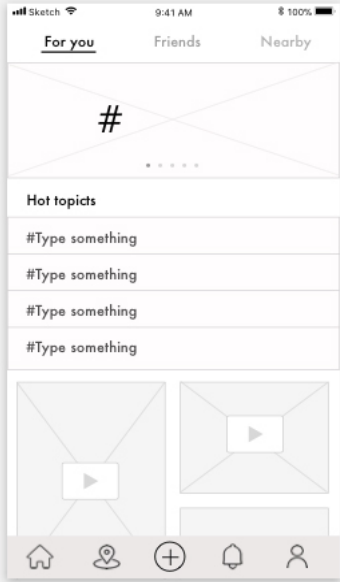 Sketch 9:41 AM 100%
For you Friends Nearby
#
Hot topicts
#Type something
#Type something
#Type something
#Type something